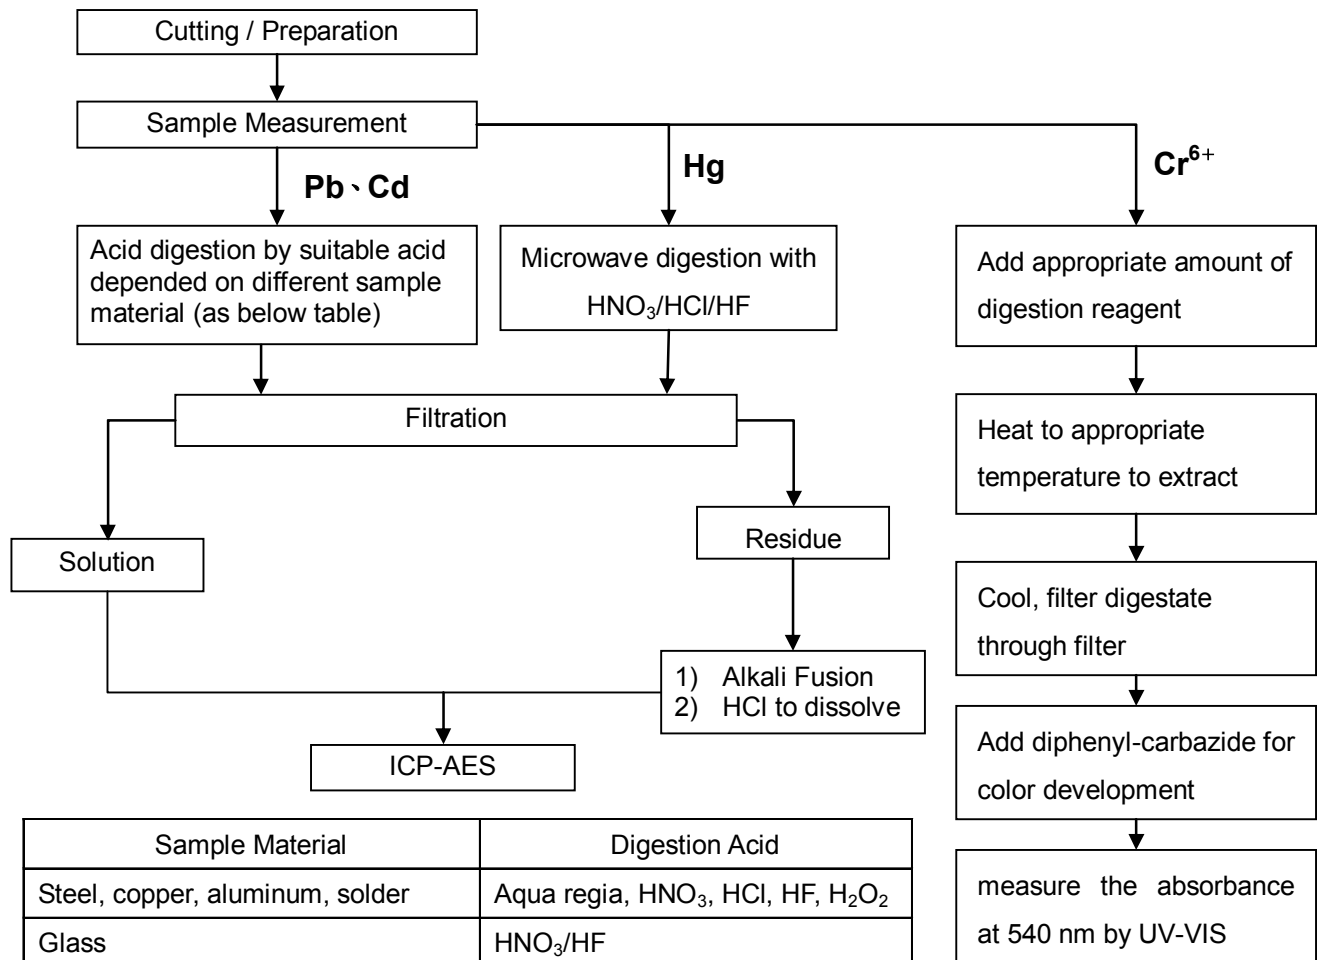 Cutting / Preparation
Sample Measurement
Pb、Cd
Hg
Cr⁶⁺
Acid digestion by suitable acid
depended on different sample
material (as below table)
Microwave digestion with
HNO₃/HCl/HF
Add appropriate amount of
digestion reagent
Filtration
Heat to appropriate
temperature to extract
Solution
Residue
Cool, filter digestate
through filter
1) Alkali Fusion
2) HCl to dissolve
ICP-AES
Add diphenyl-carbazide for
color development
measure the absorbance
at 540 nm by UV-VIS
Sample Material Digestion Acid
Steel, copper, aluminum, solder Aqua regia, HNO₃, HCl, HF, H₂O₂
Glass HNO₃/HF